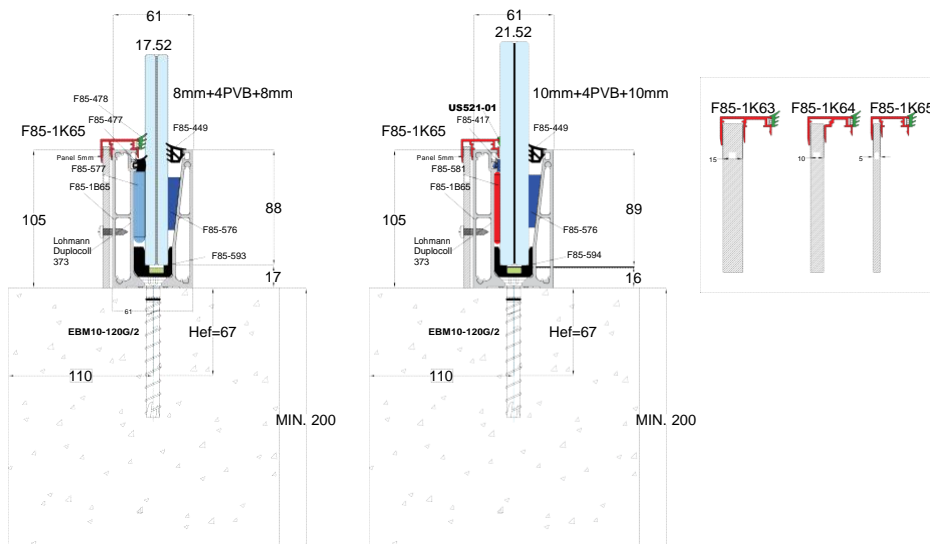 61
17.52
8mm+4PVB+8mm
F85-478
F85-477
F85-449
F85-1K65
Panel 5mm
F85-577
F85-1B65
105
88
F85-576
Lohmann
Duplocoll
373
F85-593
17
61
EBM10-120G/2
Hef=67
110
MIN. 200
61
21.52
10mm+4PVB+10mm
US521-01
F85-417
F85-449
F85-1K65
Panel 5mm
F85-581
F85-1B65
105
89
F85-576
Lohmann
Duplocoll
373
F85-594
16
EBM10-120G/2
Hef=67
110
MIN. 200
F85-1K63
F85-1K64
F85-1K65
15
10
5